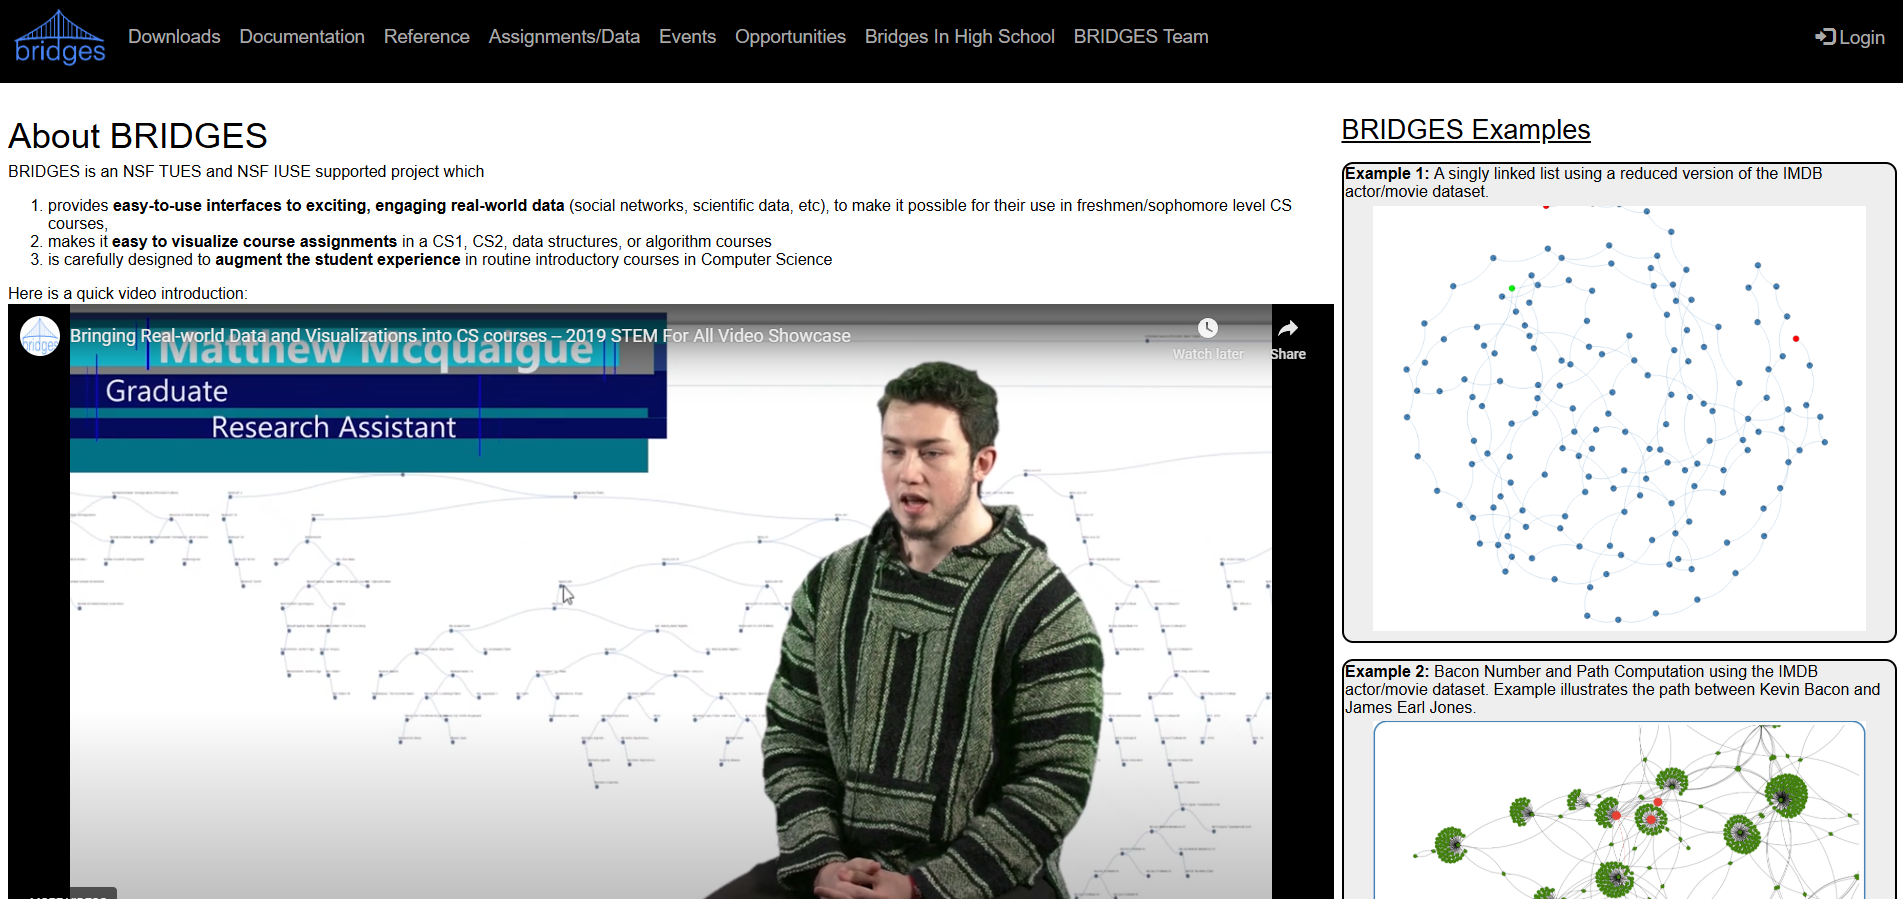 bridges
Downloads Documentation Reference Assignments/Data Events Opportunities Bridges In High School BRIDGES Team
Login
About BRIDGES
BRIDGES is an NSF TUES and NSF IUSE supported project which
1. provides easy-to-use interfaces to exciting, engaging real-world data (social networks, scientific data, etc), to make it possible for their use in freshmen/sophomore level CS
courses,
2. makes it easy to visualize course assignments in a CS1, CS2, data structures, or algorithm courses
3. is carefully designed to augment the student experience in routine introductory courses in Computer Science
Here is a quick video introduction:
bridges
Bringing Real-world Data and Visualizations into CS courses – 2019 STEM For All Video Showcase
Watch later
Share
Matthew Mcquaigue
Graduate
Research Assistant
BRIDGES Examples
Example 1: A singly linked list using a reduced version of the IMDB
actor/movie dataset.
Example 2: Bacon Number and Path Computation using the IMDB
actor/movie dataset. Example illustrates the path between Kevin Bacon and
James Earl Jones.